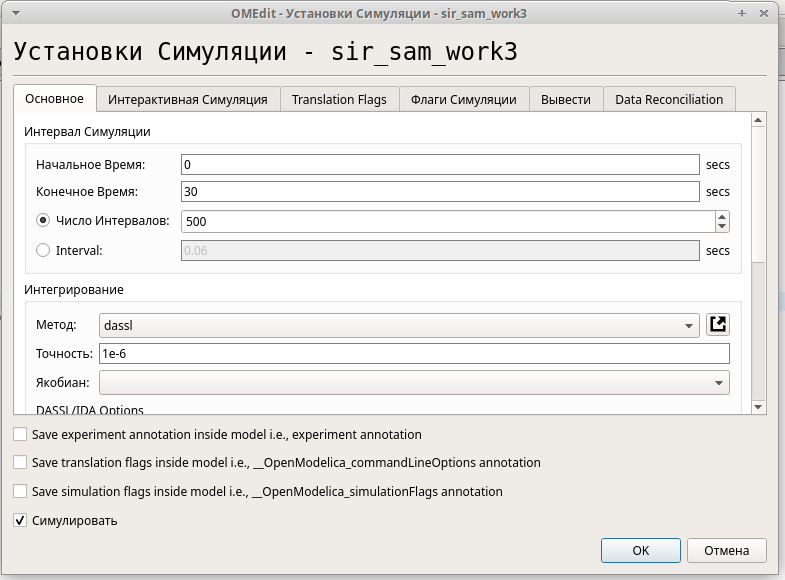 OMEdit - Установки Симуляции - sir_sam_work3
Установки Симуляции - sir_sam_work3
Основное Интерактивная Симуляция Translation Flags Флаги Симуляции Вывести Data Reconciliation
Интервал Симуляции
Начальное Время: 0 secs
Конечное Время: 30 secs
Число Интервалов: 500
Interval: 0.06 secs
Интегрирование
Метод: dassl
Точность: 1e-6
Якобиан:
DASSL/IDA Options
Save experiment annotation inside model i.e., experiment annotation
Save translation flags inside model i.e., __OpenModelica_commandLineOptions annotation
Save simulation flags inside model i.e., __OpenModelica_simulationFlags annotation
Симулировать
OK Отмена